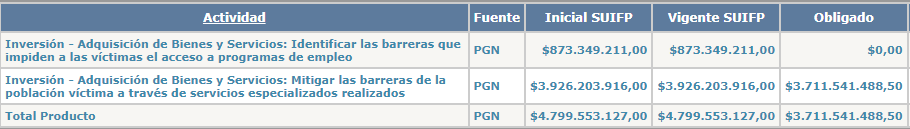 Actividad Fuente Inicial SUIFP Vigente SUIFP Obligado
Inversión - Adquisición de Bienes y Servicios: Identificar las barreras que
impiden a las víctimas el acceso a programas de empleo PGN $873.349.211,00 $873.349.211,00 $0,00
Inversión - Adquisición de Bienes y Servicios: Mitigar las barreras de la
población víctima a través de servicios especializados realizados PGN $3.926.203.916,00 $3.926.203.916,00 $3.711.541.488,50
Total Producto PGN $4.799.553.127,00 $4.799.553.127,00 $3.711.541.488,50